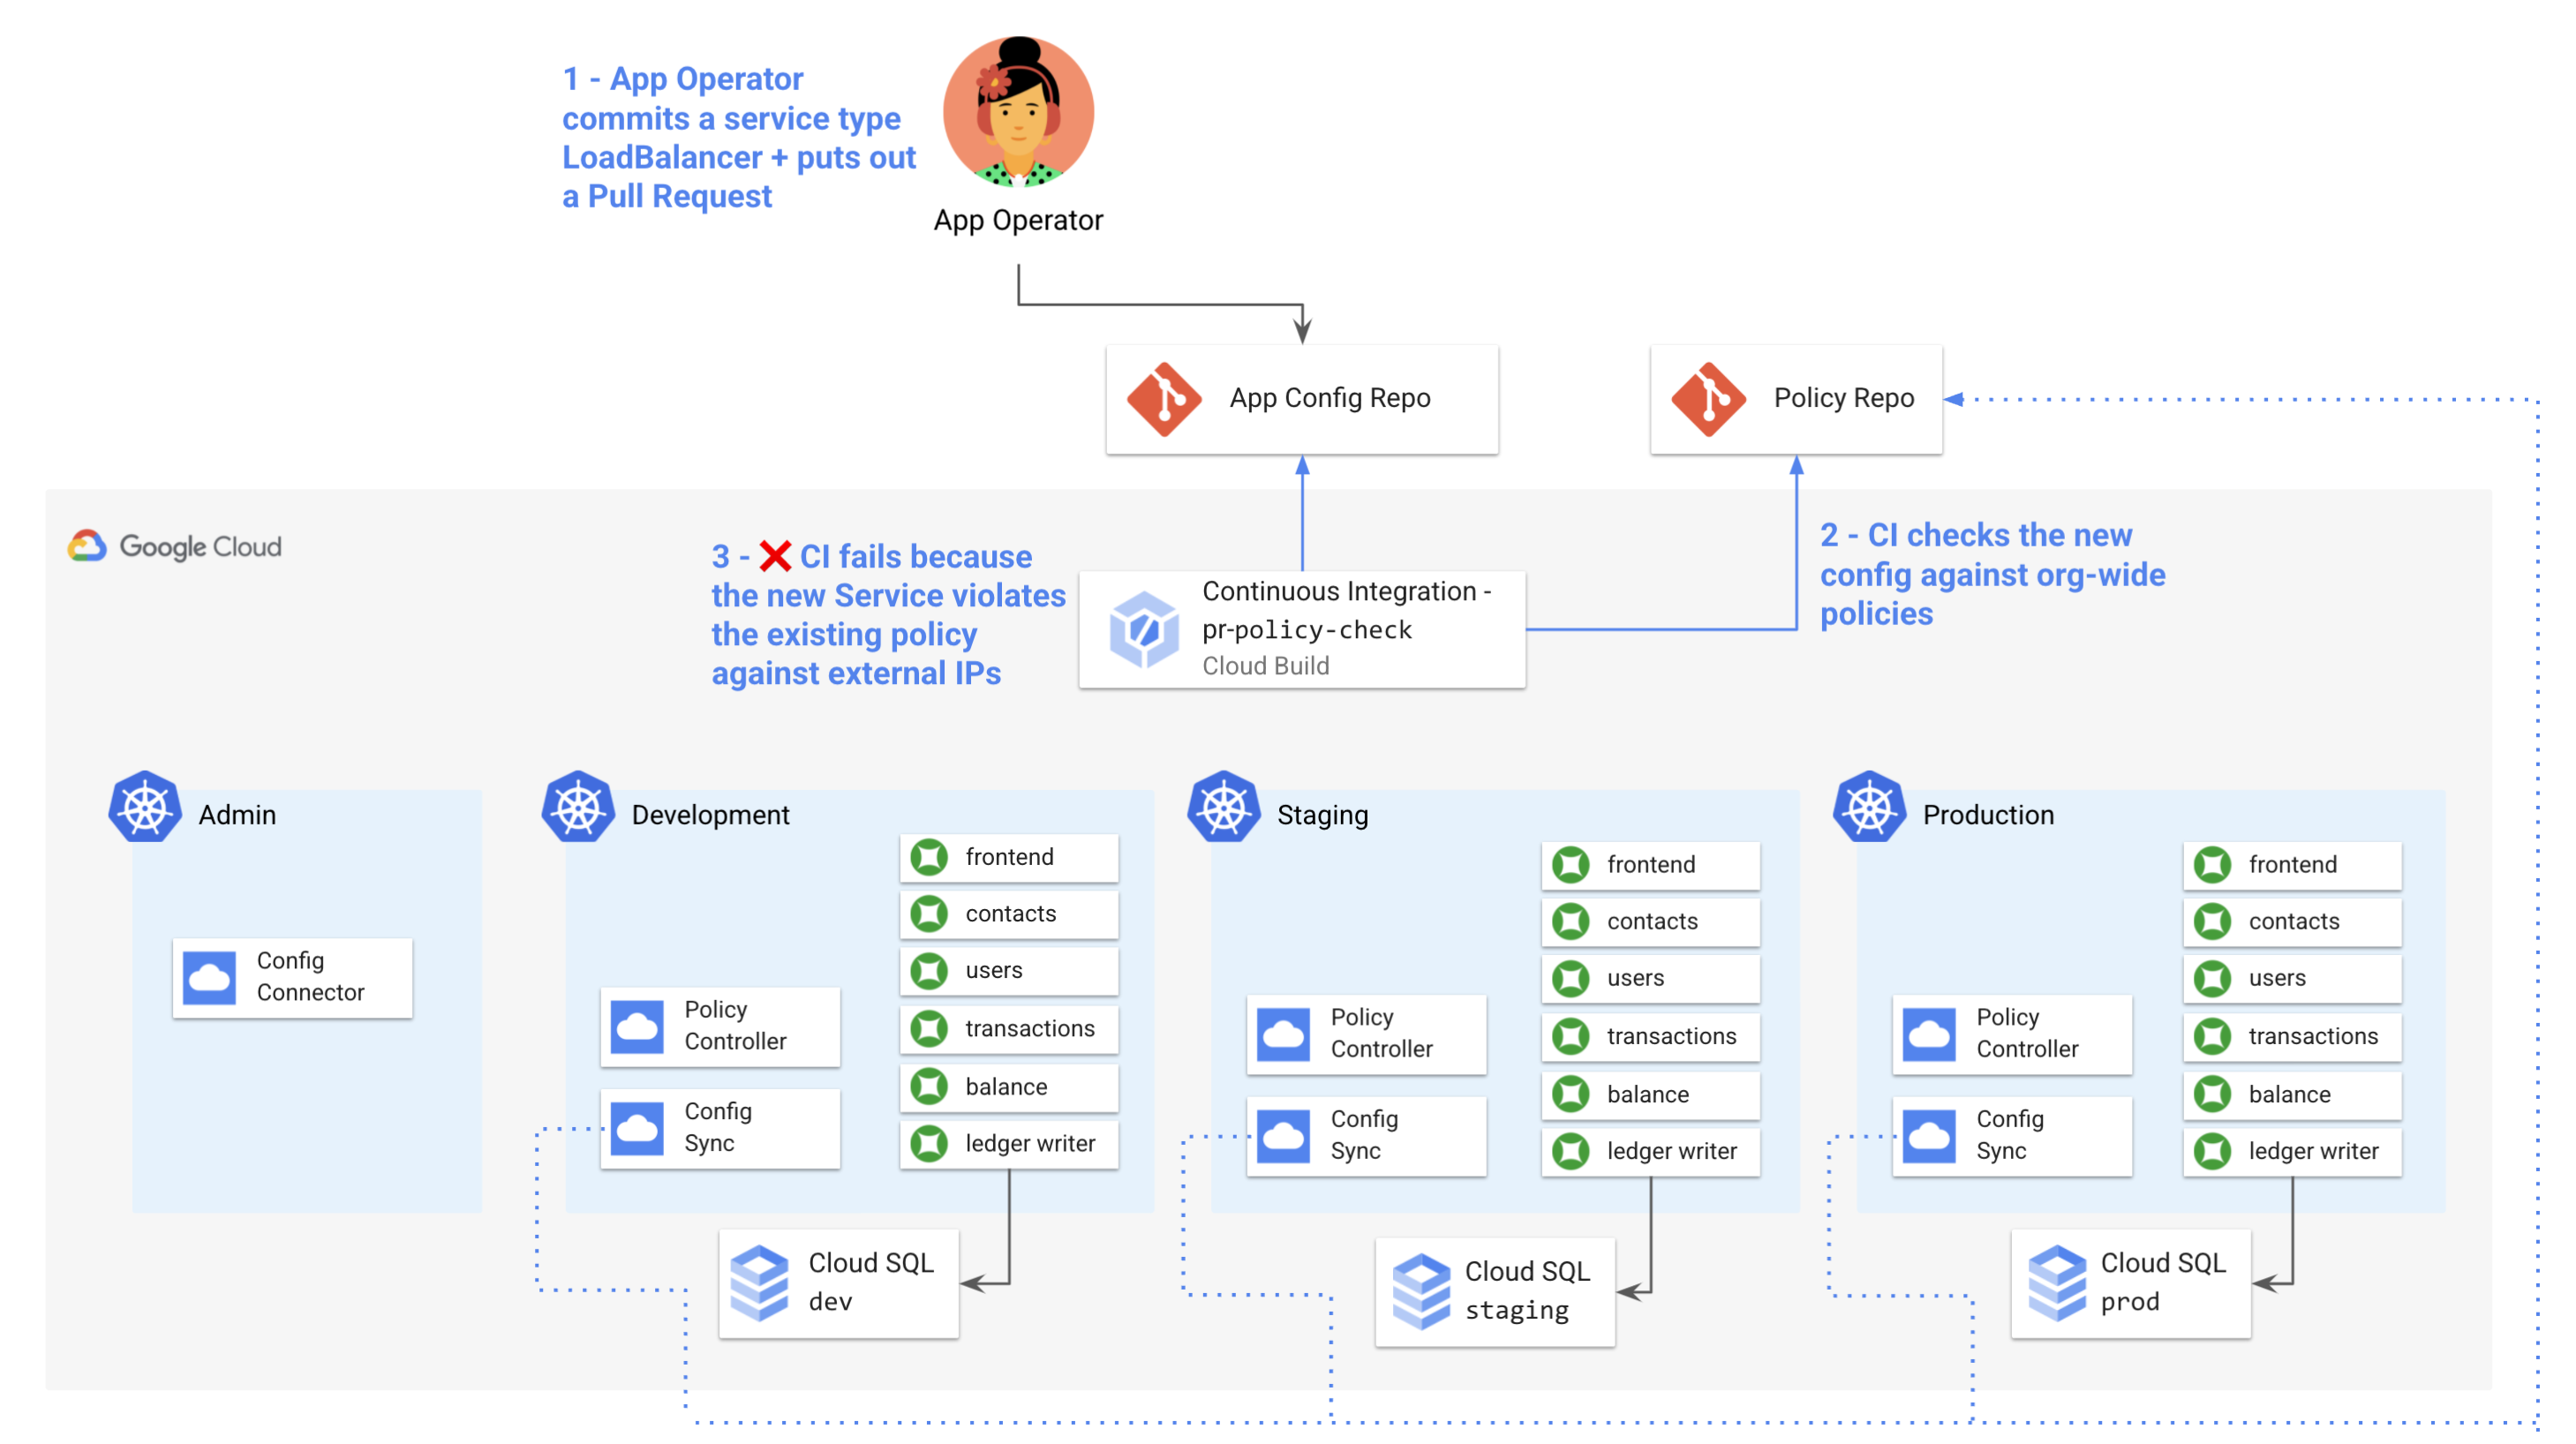 1 - App Operator
commits a service type
LoadBalancer + puts out
a Pull Request
App Operator
App Config Repo
Policy Repo
Google Cloud
3 - ❌ CI fails because
the new Service violates
the existing policy
against external IPs
Continuous Integration -
pr-policy-check
Cloud Build
2 - CI checks the new
config against org-wide
policies
Admin
Config
Connector
Development
Policy
Controller
Config
Sync
frontend
contacts
users
transactions
balance
ledger writer
Cloud SQL
dev
Staging
Policy
Controller
Config
Sync
frontend
contacts
users
transactions
balance
ledger writer
Cloud SQL
staging
Production
Policy
Controller
Config
Sync
frontend
contacts
users
transactions
balance
ledger writer
Cloud SQL
prod